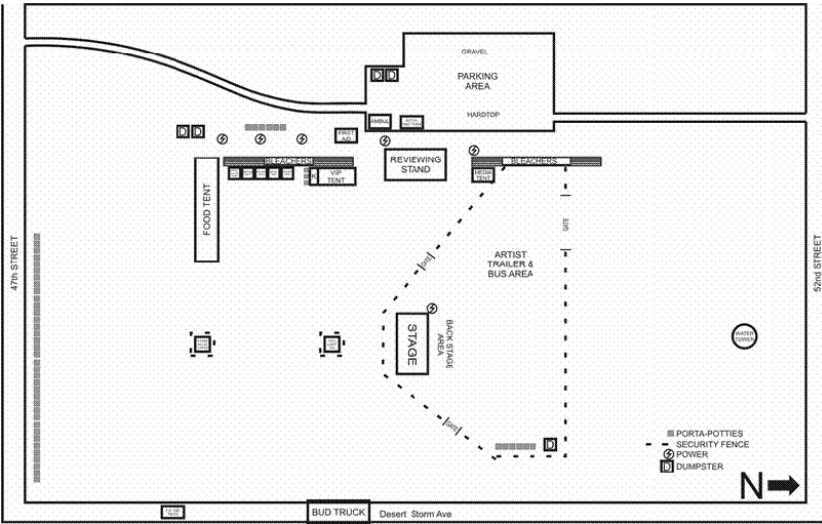 GRAVEL
PARKING
AREA
HARDTOP
D D
AMBUL
D D
FIRST
AID
BLEACHERS
REVIEWING
STAND
BLEACHERS
K
VIP
TENT
MEDIA
TENT
FOOD TENT
GATE
GATE
ARTIST
TRAILER &
BUS AREA
47th STREET
52nd STREET
STAGE
BACK STAGE
AREA
WATER
TOWER
GATE
D
PORTA-POTTIES
SECURITY FENCE
POWER
D DUMPSTER
N
BUD TRUCK
Desert Storm Ave